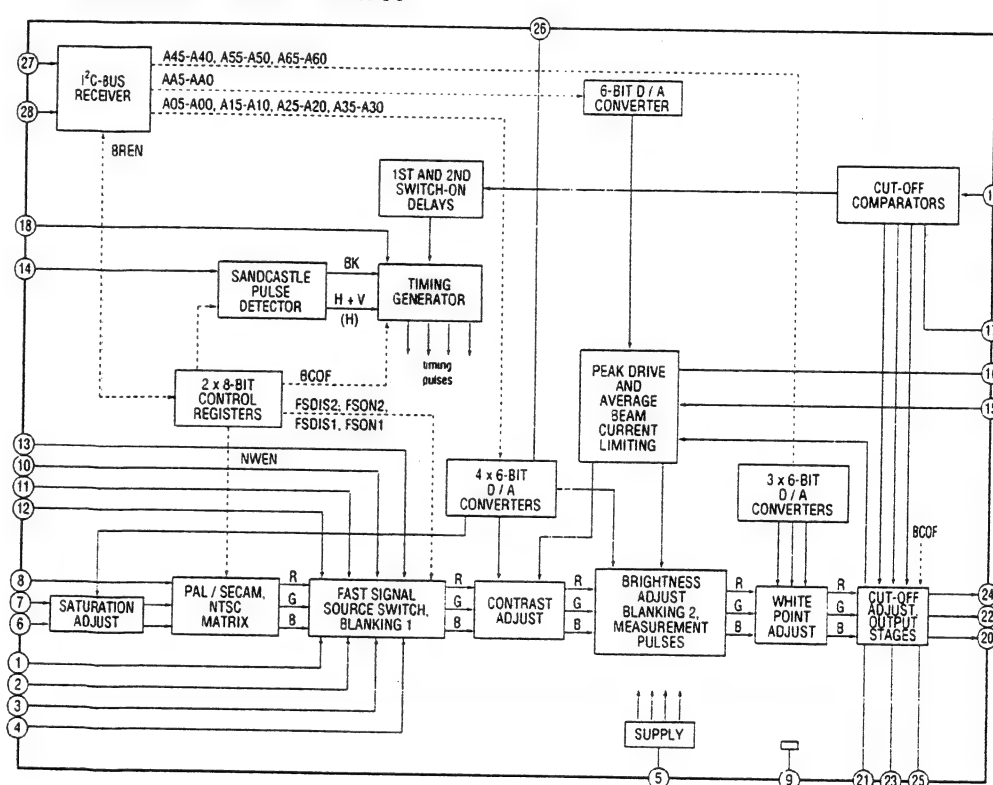 26
27
I²C-BUS
RECEIVER
28
A45-A40, A55-A50, A65-A60
AA5-AA0
A05-A00, A15-A10, A25-A20, A35-A30
6-BIT D / A
CONVERTER
BREN
1ST AND 2ND
SWITCH-ON
DELAYS
CUT-OFF
COMPARATORS
18
14
SANDCASTLE
PULSE
DETECTOR
BK
H + V
(H)
TIMING
GENERATOR
timing
pulses
17
2 x 8-BIT
CONTROL
REGISTERS
BCOF
FSDIS2, FSON2,
FSDIS1, FSON1
PEAK DRIVE
AND
AVERAGE
BEAM
CURRENT
LIMITING
16
15
13
10
NWEN
11
12
4 x 6-BIT
D / A
CONVERTERS
3 x 6-BIT
D / A
CONVERTERS
BCOF
8
7
6
SATURATION
ADJUST
PAL / SECAM,
NTSC
MATRIX
R
G
B
FAST SIGNAL
SOURCE SWITCH,
BLANKING 1
R
G
B
CONTRAST
ADJUST
R
G
B
BRIGHTNESS
ADJUST
BLANKING 2,
MEASUREMENT
PULSES
R
G
B
WHITE
POINT
ADJUST
R
G
B
CUT-OFF
ADJUST,
OUTPUT
STAGES
24
22
20
1
2
3
4
SUPPLY
5
9
21
23
25